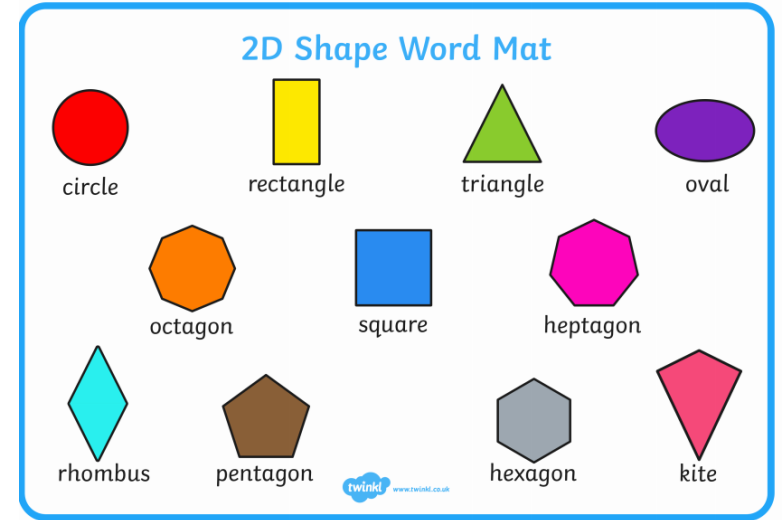 2D Shape Word Mat
circle
rectangle
triangle
oval
octagon
square
heptagon
rhombus
pentagon
hexagon
kite
twinkl
www.twinkl.co.uk